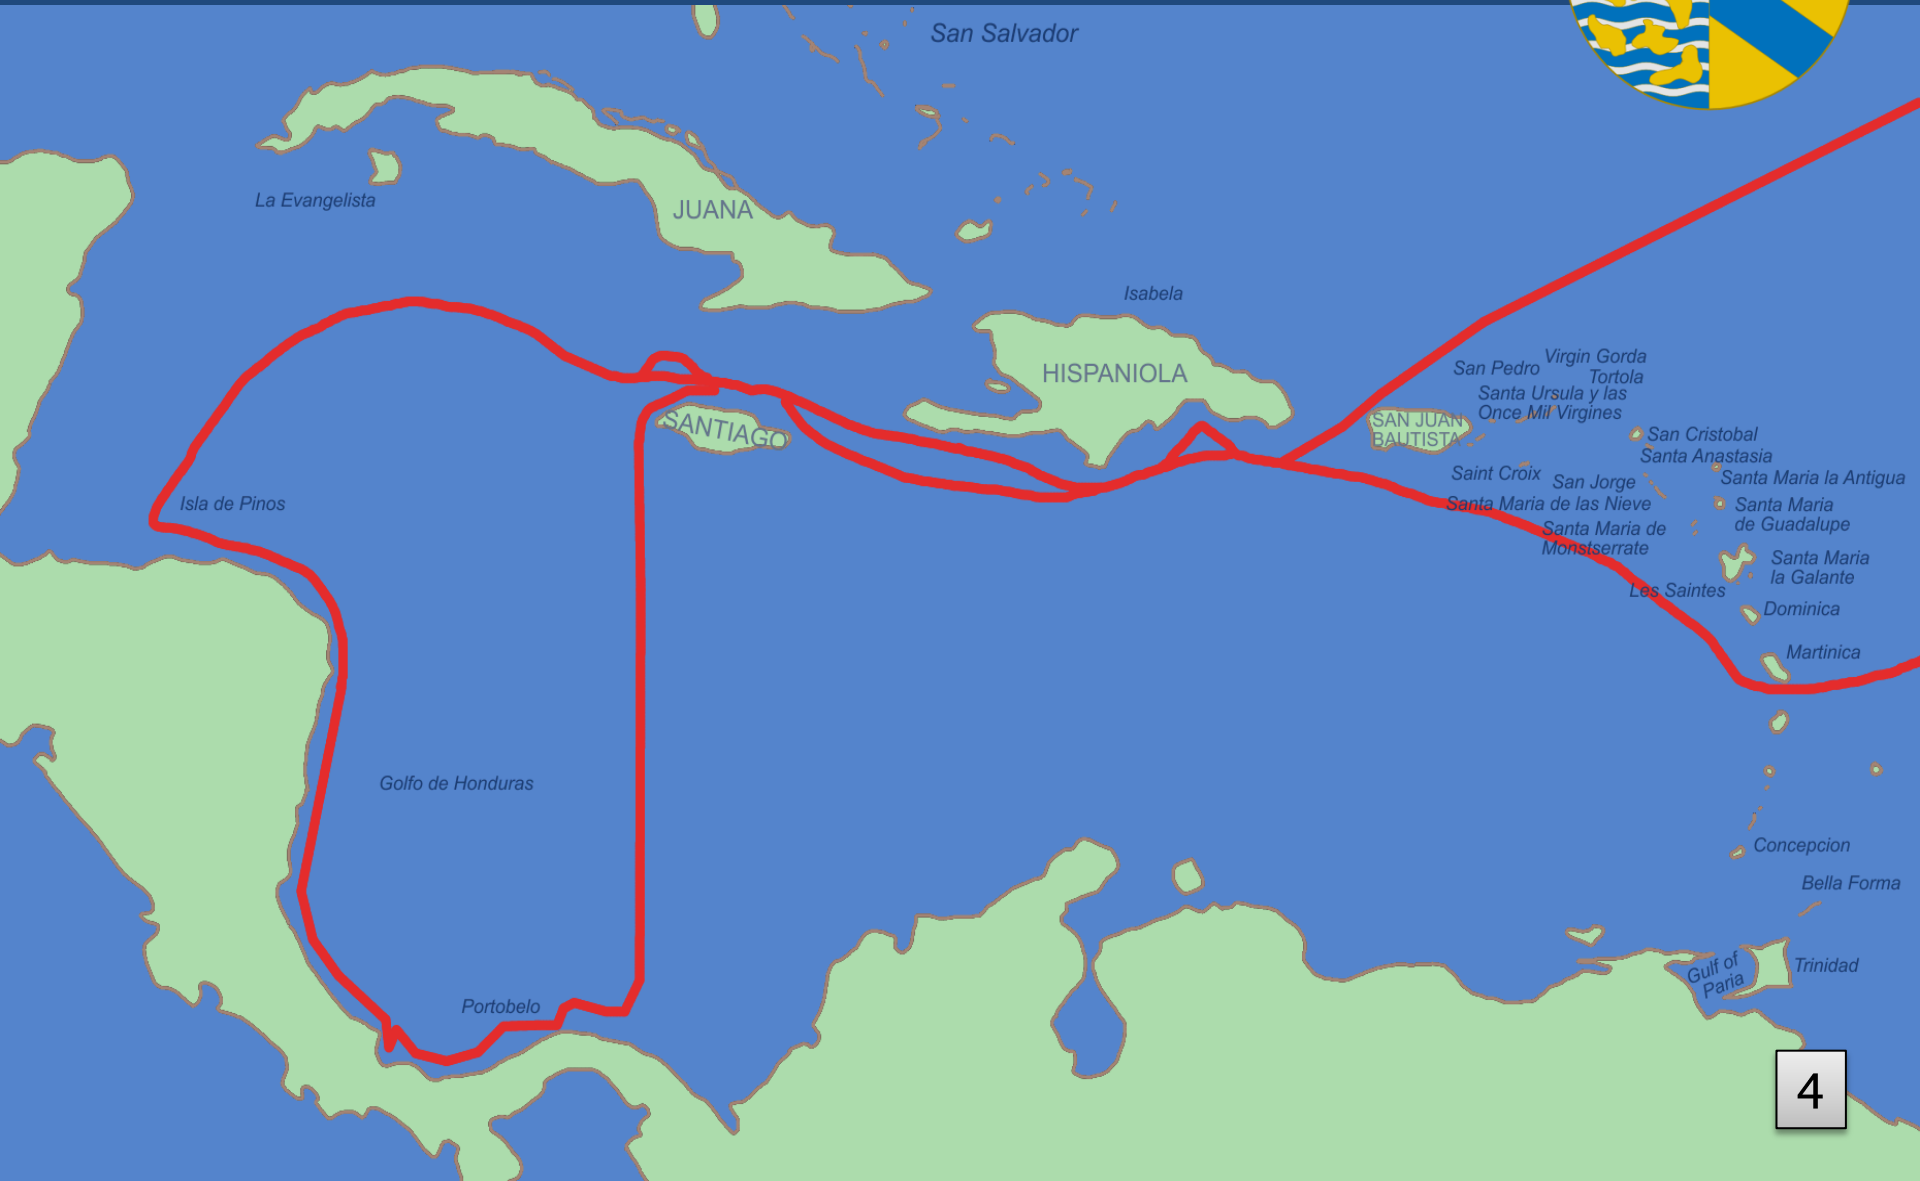 San Salvador
La Evangelista
JUANA
Isabela
HISPANIOLA
SANTIAGO
SAN JUAN
BAUTISTA
San Pedro
Virgin Gorda
Tortola
Santa Ursula y las
Once Mil Virgines
San Cristobal
Santa Anastasia
Saint Croix
San Jorge
Santa Maria la Antigua
Santa Maria de las Nieve
Santa Maria
de Guadalupe
Santa Maria de
Monstserrate
Santa Maria
la Galante
Les Saintes
Dominica
Martinica
Isla de Pinos
Golfo de Honduras
Concepcion
Bella Forma
Gulf of
Paria
Trinidad
Portobelo
4